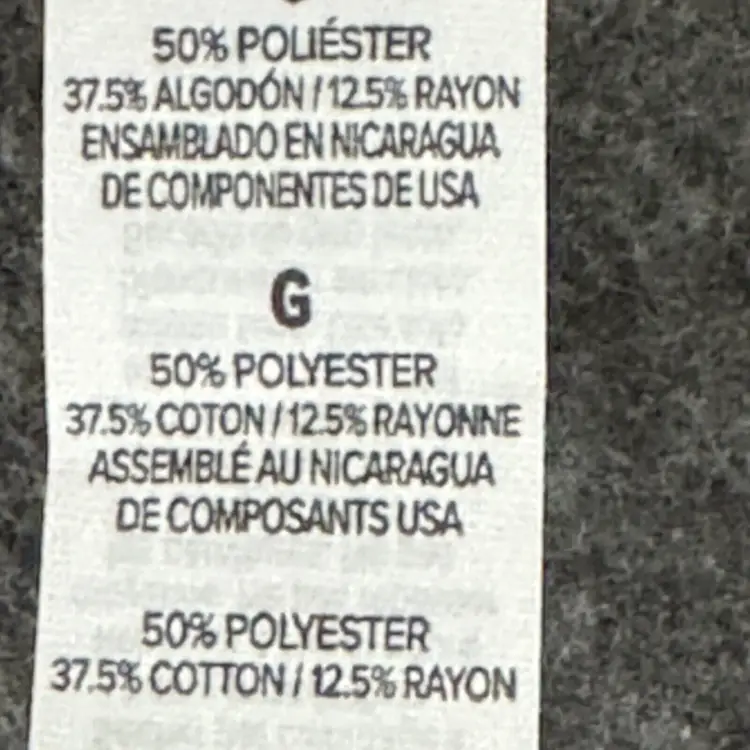 50% POLIÉSTER
37.5% ALGODÓN / 12.5% RAYON
ENSAMBLADO EN NICARAGUA
DE COMPONENTES DE USA
G
50% POLYESTER
37.5% COTON / 12.5% RAYONNE
ASSEMBLÉ AU NICARAGUA
DE COMPOSANTS USA
50% POLYESTER
37.5% COTTON / 12.5% RAYON